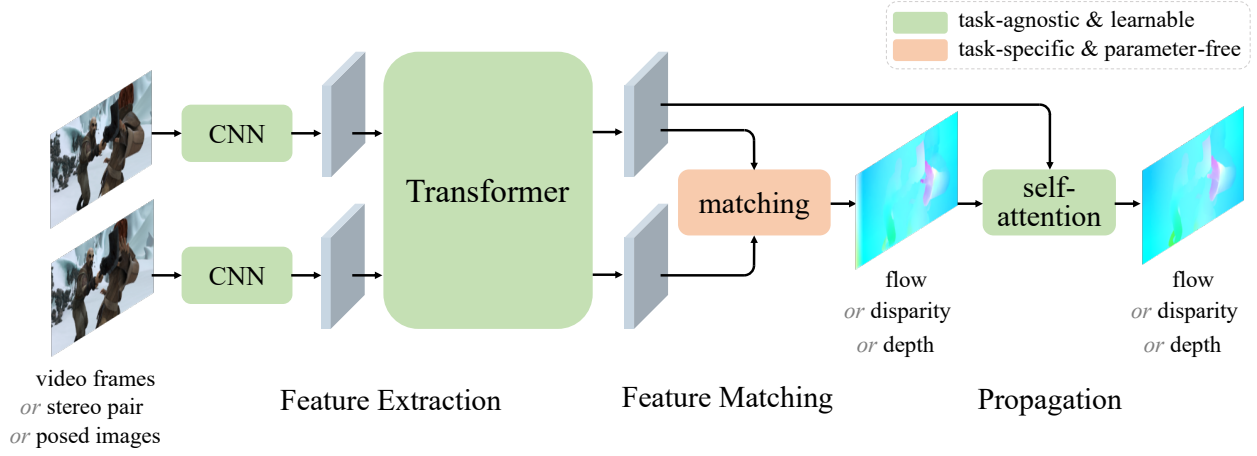 task-agnostic & learnable
task-specific & parameter-free
CNN
CNN
Transformer
matching
self-
attention
flow
or disparity
or depth
flow
or disparity
or depth
video frames
or stereo pair
or posed images
Feature Extraction
Feature Matching
Propagation